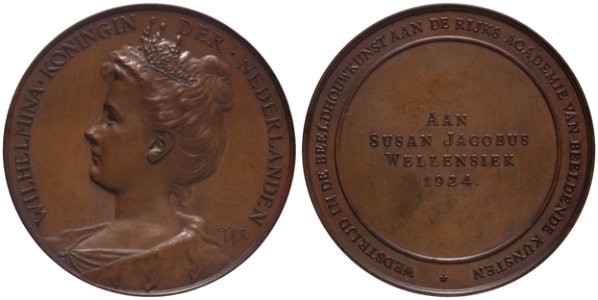 WILHELMINA · KONINGIN · DER · NEDERLANDEN
WEDSTRIJD IN DE BEELDHOUWKUNST AAN DE RIJKS ACADEMIE VAN BEELDENDE KUNSTEN *
AAN
SUSAN JACOBUS
WELLENSIEK
1924.